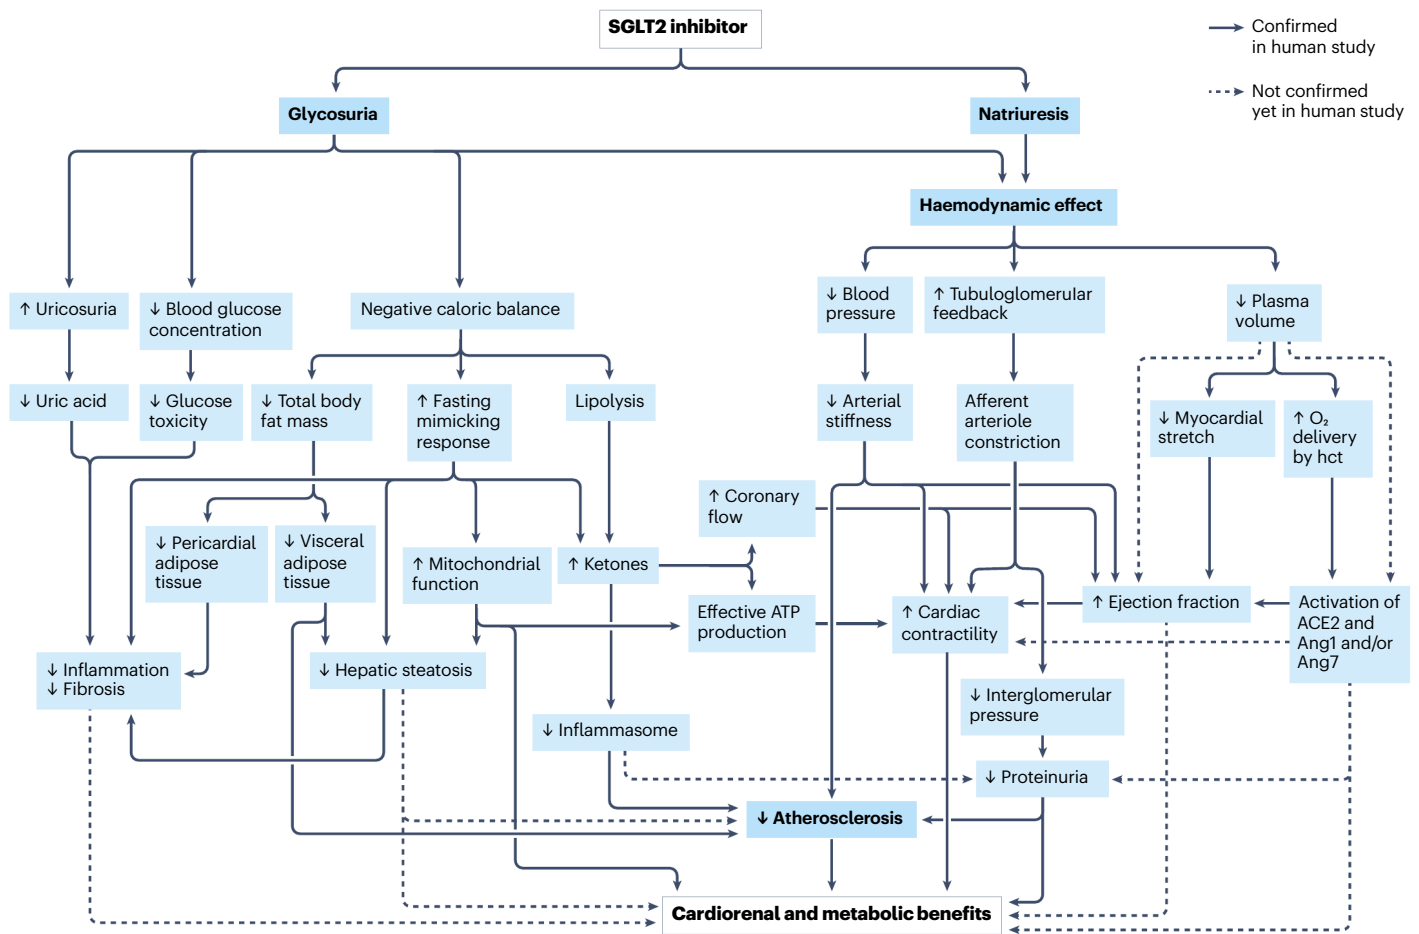 SGLT2 inhibitor
Confirmed
in human study
Not confirmed
yet in human study
Glycosuria
Natriuresis
Haemodynamic effect
↑ Uricosuria
↓ Blood glucose
concentration
Negative caloric balance
↓ Blood
pressure
↑ Tubuloglomerular
feedback
↓ Plasma
volume
↓ Uric acid
↓ Glucose
toxicity
↓ Total body
fat mass
↑ Fasting
mimicking
response
Lipolysis
↓ Arterial
stiffness
Afferent
arteriole
constriction
↓ Myocardial
stretch
↑ O₂
delivery
by hct
↑ Coronary
flow
↓ Pericardial
adipose
tissue
↓ Visceral
adipose
tissue
↑ Mitochondrial
function
↑ Ketones
Effective ATP
production
↑ Cardiac
contractility
↑ Ejection fraction
Activation of
ACE2 and
Ang1 and/or
Ang7
↓ Inflammation
↓ Fibrosis
↓ Hepatic steatosis
↓ Interglomerular
pressure
↓ Inflammasome
↓ Proteinuria
↓ Atherosclerosis
Cardiorenal and metabolic benefits